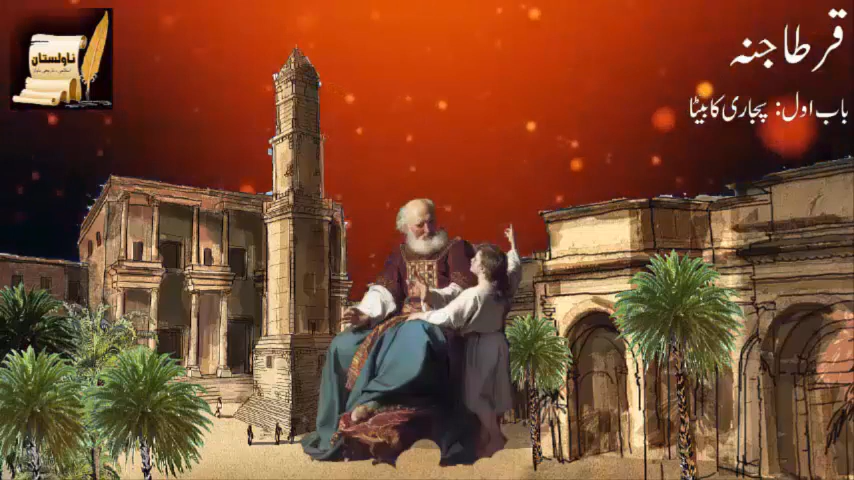 ناولستان
قرطاجنہ
باب اول: پجاری کا بیٹا